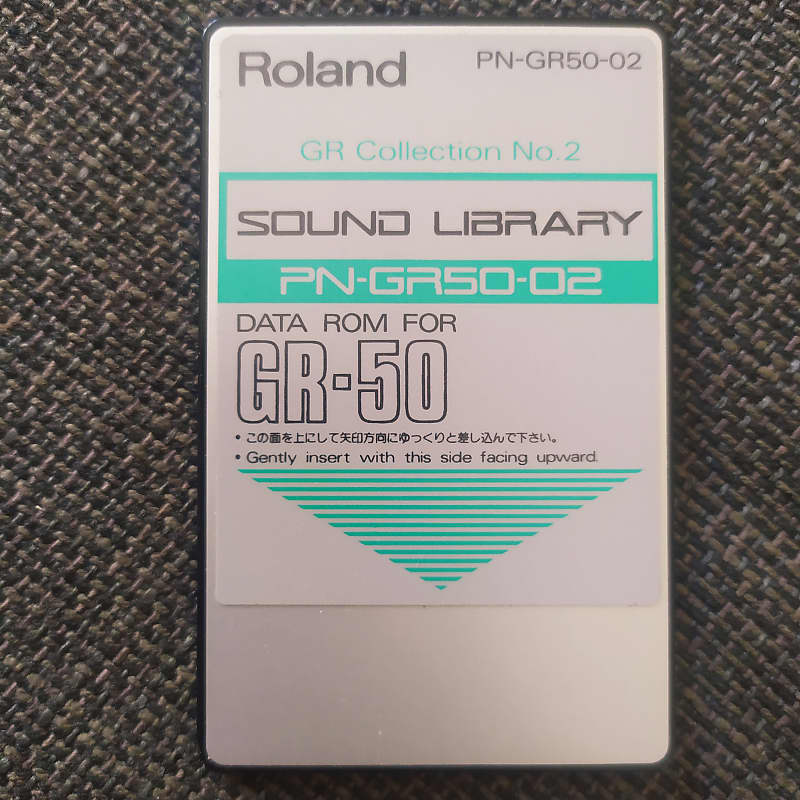 Roland PN-GR50-02
GR Collection No.2
SOUND LIBRARY
PN-GR50-02
DATA ROM FOR
GR-50
• この面を上にして矢印方向にゆっくりと差し込んで下さい。
• Gently insert with this side facing upward.